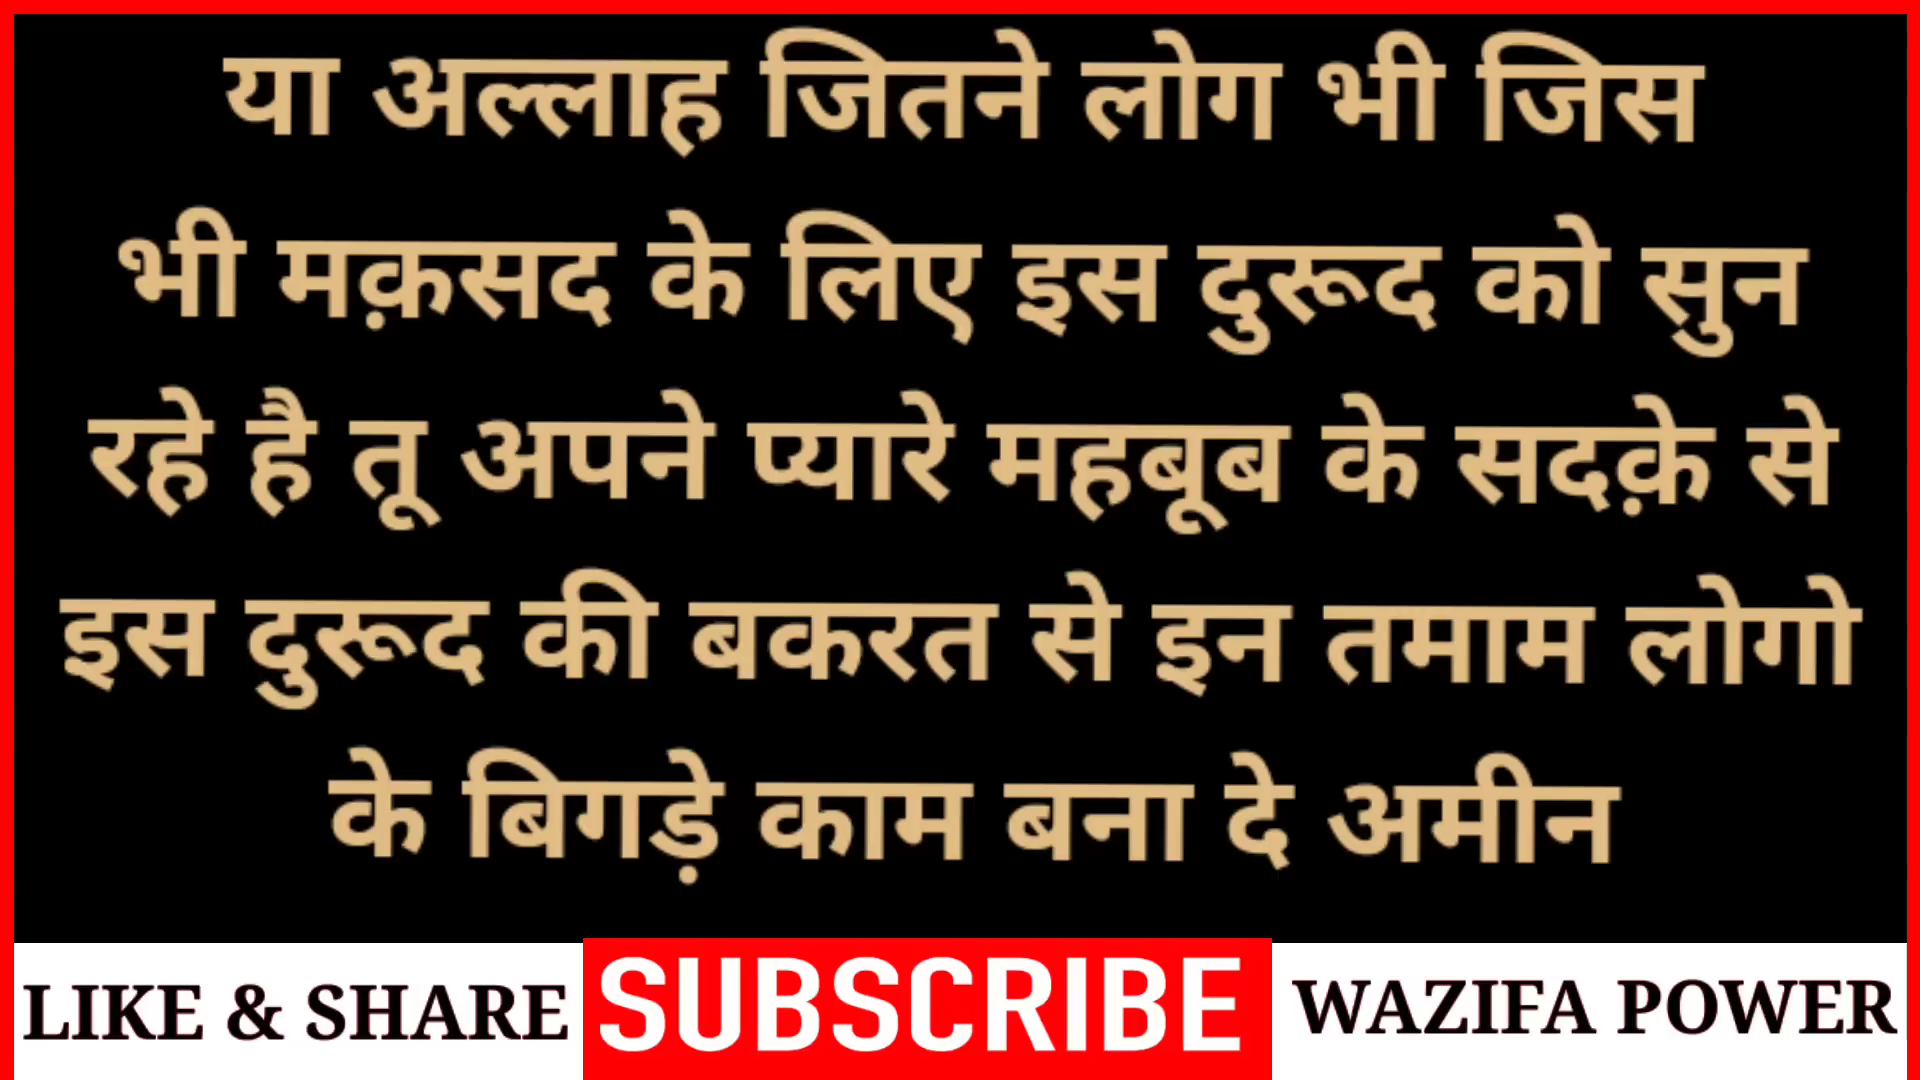 या अल्लाह जितने लोग भी जिस
भी मक़सद के लिए इस दुरूद को सुन
रहे है तू अपने प्यारे महबूब के सदक़े से
इस दुरूद की बकरत से इन तमाम लोगो
के बिगड़े काम बना दे अमीन
LIKE & SHARE SUBSCRIBE WAZIFA POWER